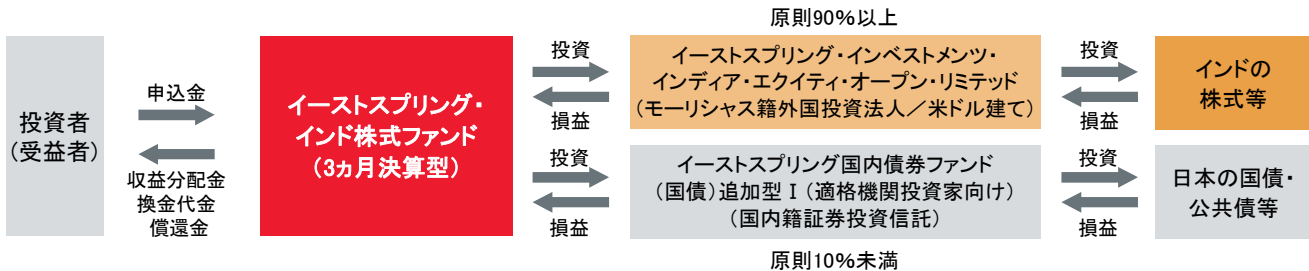 原則90%以上
投資者
(受益者)
申込金
収益分配金
換金代金
償還金
イーストスプリング・
インド株式ファンド
(3ヵ月決算型)
投資
損益
イーストスプリング・インベストメンツ・
インディア・エクイティ・オープン・リミテッド
(モーリシャス籍外国投資法人/米ドル建て)
投資
損益
インドの
株式等
投資
損益
イーストスプリング国内債券ファンド
(国債)追加型Ⅰ(適格機関投資家向け)
(国内籍証券投資信託)
投資
損益
日本の国債・
公共債等
原則10%未満